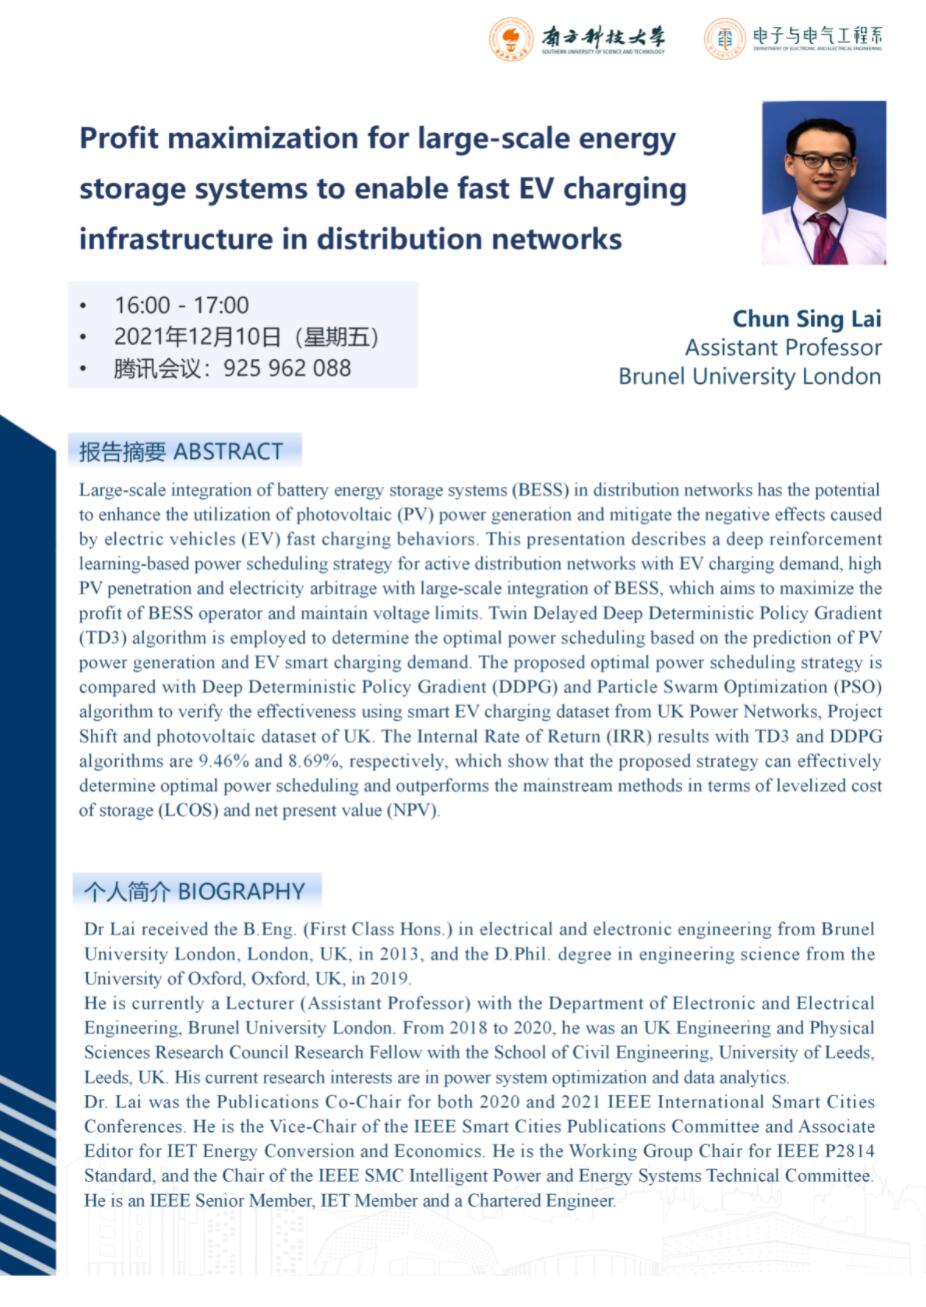 南方科技大学
SOUTHERN UNIVERSITY OF SCIENCE AND TECHNOLOGY
电子与电气工程系
DEPARTMENT OF ELECTRONIC AND ELECTRICAL ENGINEERING
Profit maximization for large-scale energy
storage systems to enable fast EV charging
infrastructure in distribution networks
• 16:00 - 17:00
• 2021年12月10日（星期五）
• 腾讯会议：925 962 088
Chun Sing Lai
Assistant Professor
Brunel University London
报告摘要 ABSTRACT
Large-scale integration of battery energy storage systems (BESS) in distribution networks has the potential
to enhance the utilization of photovoltaic (PV) power generation and mitigate the negative effects caused
by electric vehicles (EV) fast charging behaviors. This presentation describes a deep reinforcement
learning-based power scheduling strategy for active distribution networks with EV charging demand, high
PV penetration and electricity arbitrage with large-scale integration of BESS, which aims to maximize the
profit of BESS operator and maintain voltage limits. Twin Delayed Deep Deterministic Policy Gradient
(TD3) algorithm is employed to determine the optimal power scheduling based on the prediction of PV
power generation and EV smart charging demand. The proposed optimal power scheduling strategy is
compared with Deep Deterministic Policy Gradient (DDPG) and Particle Swarm Optimization (PSO)
algorithm to verify the effectiveness using smart EV charging dataset from UK Power Networks, Project
Shift and photovoltaic dataset of UK. The Internal Rate of Return (IRR) results with TD3 and DDPG
algorithms are 9.46% and 8.69%, respectively, which show that the proposed strategy can effectively
determine optimal power scheduling and outperforms the mainstream methods in terms of levelized cost
of storage (LCOS) and net present value (NPV).
个人简介 BIOGRAPHY
Dr Lai received the B.Eng. (First Class Hons.) in electrical and electronic engineering from Brunel
University London, London, UK, in 2013, and the D.Phil. degree in engineering science from the
University of Oxford, Oxford, UK, in 2019.
He is currently a Lecturer (Assistant Professor) with the Department of Electronic and Electrical
Engineering, Brunel University London. From 2018 to 2020, he was an UK Engineering and Physical
Sciences Research Council Research Fellow with the School of Civil Engineering, University of Leeds,
Leeds, UK. His current research interests are in power system optimization and data analytics.
Dr. Lai was the Publications Co-Chair for both 2020 and 2021 IEEE International Smart Cities
Conferences. He is the Vice-Chair of the IEEE Smart Cities Publications Committee and Associate
Editor for IET Energy Conversion and Economics. He is the Working Group Chair for IEEE P2814
Standard, and the Chair of the IEEE SMC Intelligent Power and Energy Systems Technical Committee.
He is an IEEE Senior Member, IET Member and a Chartered Engineer.